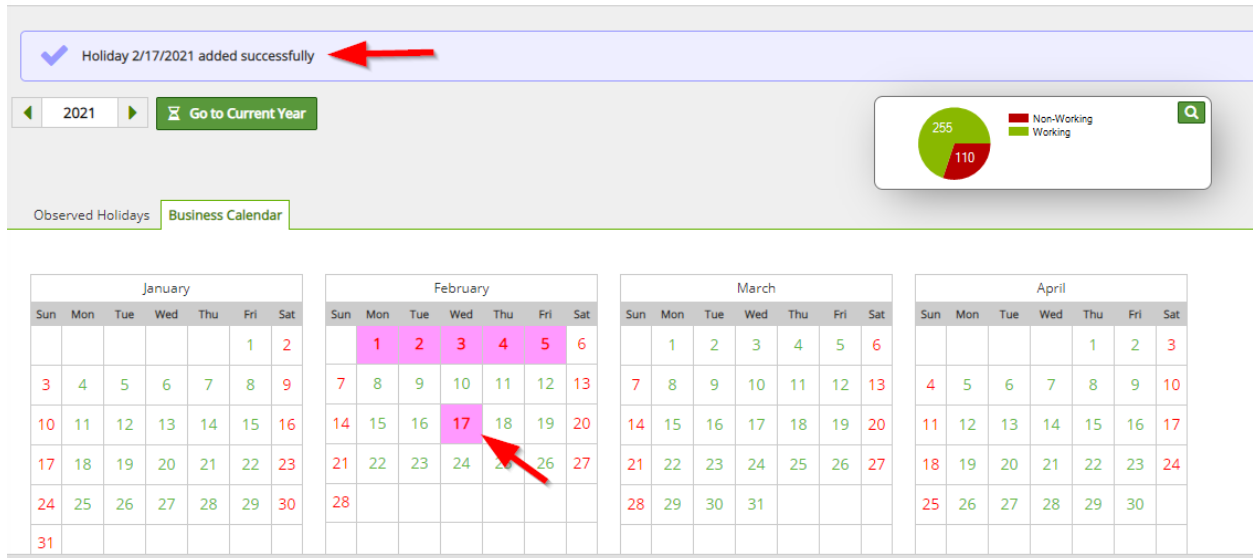 Holiday 2/17/2021 added successfully
2021 Go to Current Year
255
110
Non-Working
Working
Observed Holidays Business Calendar
January February March April
Sun Mon Tue Wed Thu Fri Sat Sun Mon Tue Wed Thu Fri Sat Sun Mon Tue Wed Thu Fri Sat Sun Mon Tue Wed Thu Fri Sat
1 2 1 2 3 4 5 6 1 2 3 4 5 6 1 2 3
3 4 5 6 7 8 9 7 8 9 10 11 12 13 7 8 9 10 11 12 13 4 5 6 7 8 9 10
10 11 12 13 14 15 16 14 15 16 17 18 19 20 14 15 16 17 18 19 20 11 12 13 14 15 16 17
17 18 19 20 21 22 23 21 22 23 24 25 26 27 21 22 23 24 25 26 27 18 19 20 21 22 23 24
24 25 26 27 28 29 30 28 28 29 30 31 25 26 27 28 29 30
31